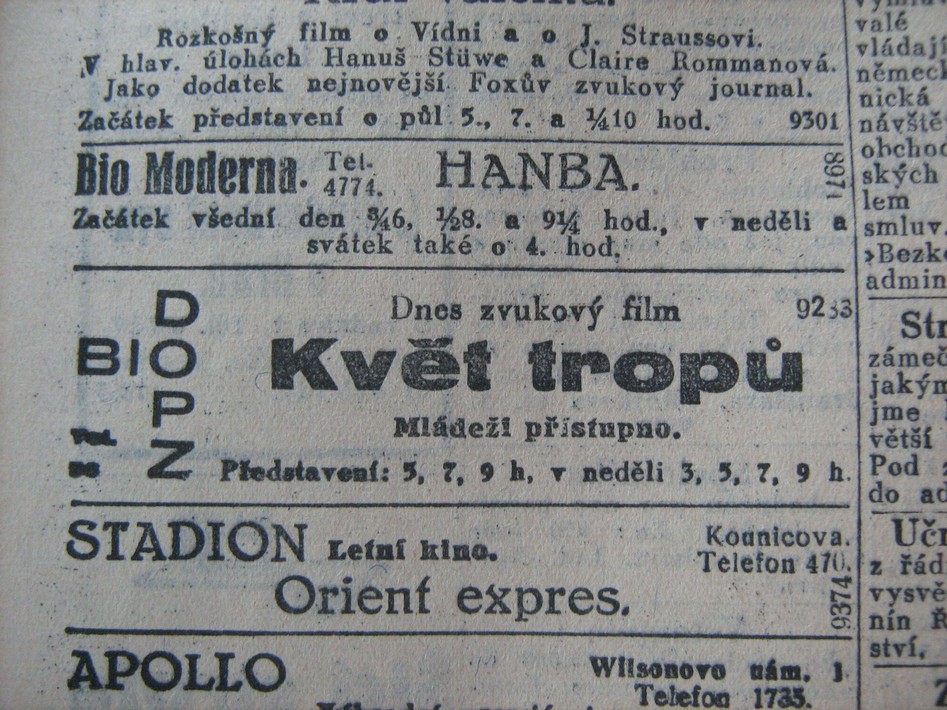 Rozkošný film o Vídni a o J. Straussovi.
V hlav. úlohách Hanuš Stüwe a Claire Rommanová.
Jako dodatek nejnovější Foxův zvukový journal.
Začátek představení o půl 5., 7. a ¼10 hod. 9301
Bio Moderna. Tel. 4774. HANBA. 8971
Začátek všední den ¾6, ½8. a 9¼ hod., v neděli a
svátek také o 4. hod.
BIO DOPZ
Tel.
Dnes zvukový film 9233
Květ tropů
Mládeži přístupno.
Představení: 5, 7, 9 h, v neděli 3, 5, 7, 9 h.
STADION Letní kino. Kounicova.
Telefon 470.
Orient expres. 9374
APOLLO Wilsonovo nám. 1
Telefon 1735.
valé
vládaj
německ
nická
návště
obchod
ských
lem
smluv.
›Bezk
admin
zámeč
jakým
jme
větší
Pod
do
z řád
vysvě
nín
ství.